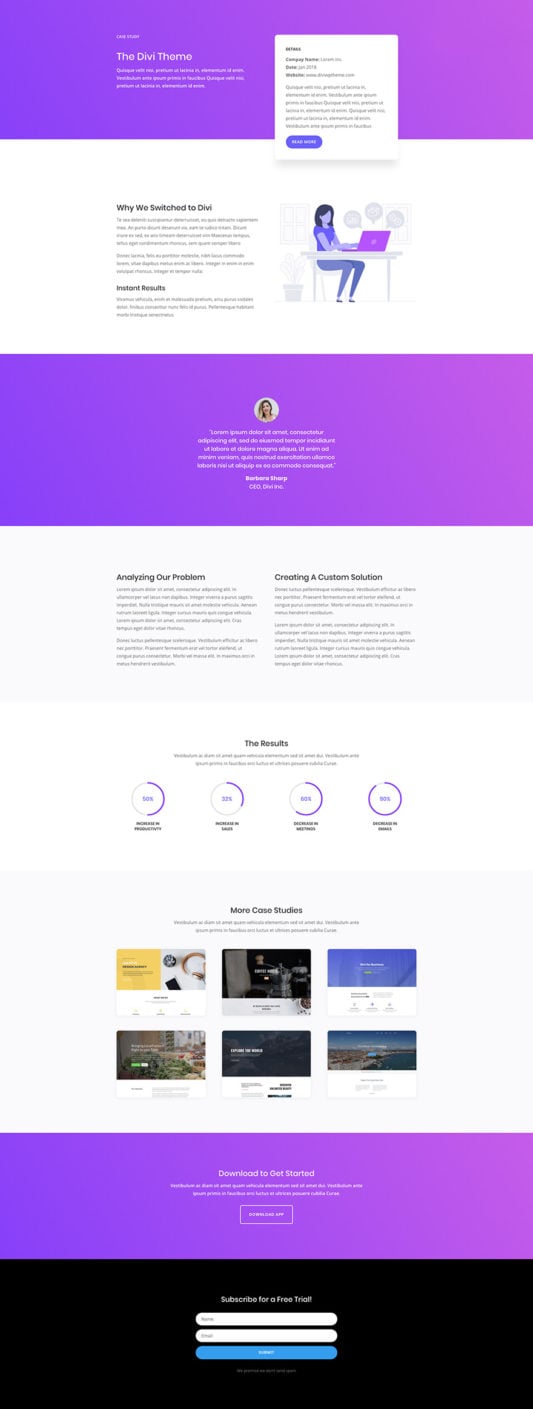 CASE STUDY
The Divi Theme
Quisque velit nisi, pretium ut lacinia in, elementum id enim.
Vestibulum ante ipsum primis in faucibus Quisque velit nisi,
pretium ut lacinia in, elementum id enim.
DETAILS
Compay Name: Lorem Inc.
Date: Jan 2018
Website: www.diviwptheme.com
Quisque velit nisi, pretium ut lacinia in,
elementum id enim. Vestibulum ante ipsum
primis in faucibus Quisque velit nisi, pretium ut
lacinia in, elementum id enim. Quisque velit nisi,
pretium ut lacinia in, elementum id enim.
Vestibulum ante ipsum primis in faucibus.
READ MORE
Why We Switched to Divi
Te sea deleniti suscipiantur deterruisset, eu quis delicata sapientem
mea. An purto dicunt deserunt vis, eam te iudico tritani. Dicum
iriure ex sed, ex wisi timeam deterruisset vim Maecenas tempus,
tellus eget condimentum rhoncus, sem quam semper libero
Donec lacinia, felis eu porttitor molestie, nibh lacus commodo
lorem, vitae dapibus metus enim as libero. Integer in enim in enim
volutpat rhoncus. Integer et tempor nulla.
Instant Results
Vivamus vehicula, enim et malesuada pretium, arcu purus sodales
dolor, finibus consectetur nunc felis id purus. Pellentesque habitant
morbi tristique senectnetus
"Lorem ipsum dolor sit amet, consectetur
adipiscing elit, sed do eiusmod tempor incididunt
ut labore et dolore magna aliqua. Ut enim ad
minim veniam, quis nostrud exercitation ullamco
laboris nisi ut aliquip ex ea commodo consequat."
Barbara Sharp
CEO, Divi Inc.
Analyzing Our Problem
Lorem ipsum dolor sit amet, consectetur adipiscing elit. In
ullamcorper vel lacus non dapibus. Integer viverra a purus sagittis
imperdiet. Nulla tristique mauris sit amet molestie vehicula. Aenean
rutrum laoreet ligula. Integer cursus mauris quis congue vehicula.
Lorem ipsum dolor sit amet, consectetur adipiscing elit. Cras
tempus eget dolor vitae rhoncus.
Donec luctus pellentesque scelerisque. Vestibulum efficitur ac libero
nec porttitor. Praesent fermentum erat vel tortor eleifend, ut
congue purus consectetur. Morbi vel massa elit. In maximus orci in
metus hendrerit vestibulum.
Creating A Custom Solution
Donec luctus pellentesque scelerisque. Vestibulum efficitur ac libero
nec porttitor. Praesent fermentum erat vel tortor eleifend, ut
congue purus consectetur. Morbi vel massa elit. In maximus orci in
metus hendrerit vestibulum.
Lorem ipsum dolor sit amet, consectetur adipiscing elit. In
ullamcorper vel lacus non dapibus. Integer viverra a purus sagittis
imperdiet. Nulla tristique mauris sit amet molestie vehicula. Aenean
rutrum laoreet ligula. Integer cursus mauris quis congue vehicula.
Lorem ipsum dolor sit amet, consectetur adipiscing elit. Cras
tempus eget dolor vitae rhoncus.
The Results
Vestibulum ac diam sit amet quam vehicula elementum sed sit amet dui. Vestibulum ante
ipsum primis in faucibus orci luctus et ultrices posuere cubilia Curae.
50%
32%
60%
90%
INCREASE IN
PRODUCTIVITY
INCREASE IN
SALES
DECREASE IN
MEETINGS
DECREASE IN
EMAILS
More Case Studies
Vestibulum ac diam sit amet quam vehicula elementum sed sit amet dui. Vestibulum ante
ipsum primis in faucibus orci luctus et ultrices posuere cubilia Curae.
DESIGN AGENCY
COFFEE HOUSE
EXPLORE THE WORLD
Download to Get Started
Vestibulum ac diam sit amet quam vehicula elementum sed sit amet dui. Vestibulum ante
ipsum primis in faucibus orci luctus et ultrices posuere cubilia Curae.
DOWNLOAD APP
Subscribe for a Free Trial!
Name
Email
SUBMIT
We promise we don't send spam